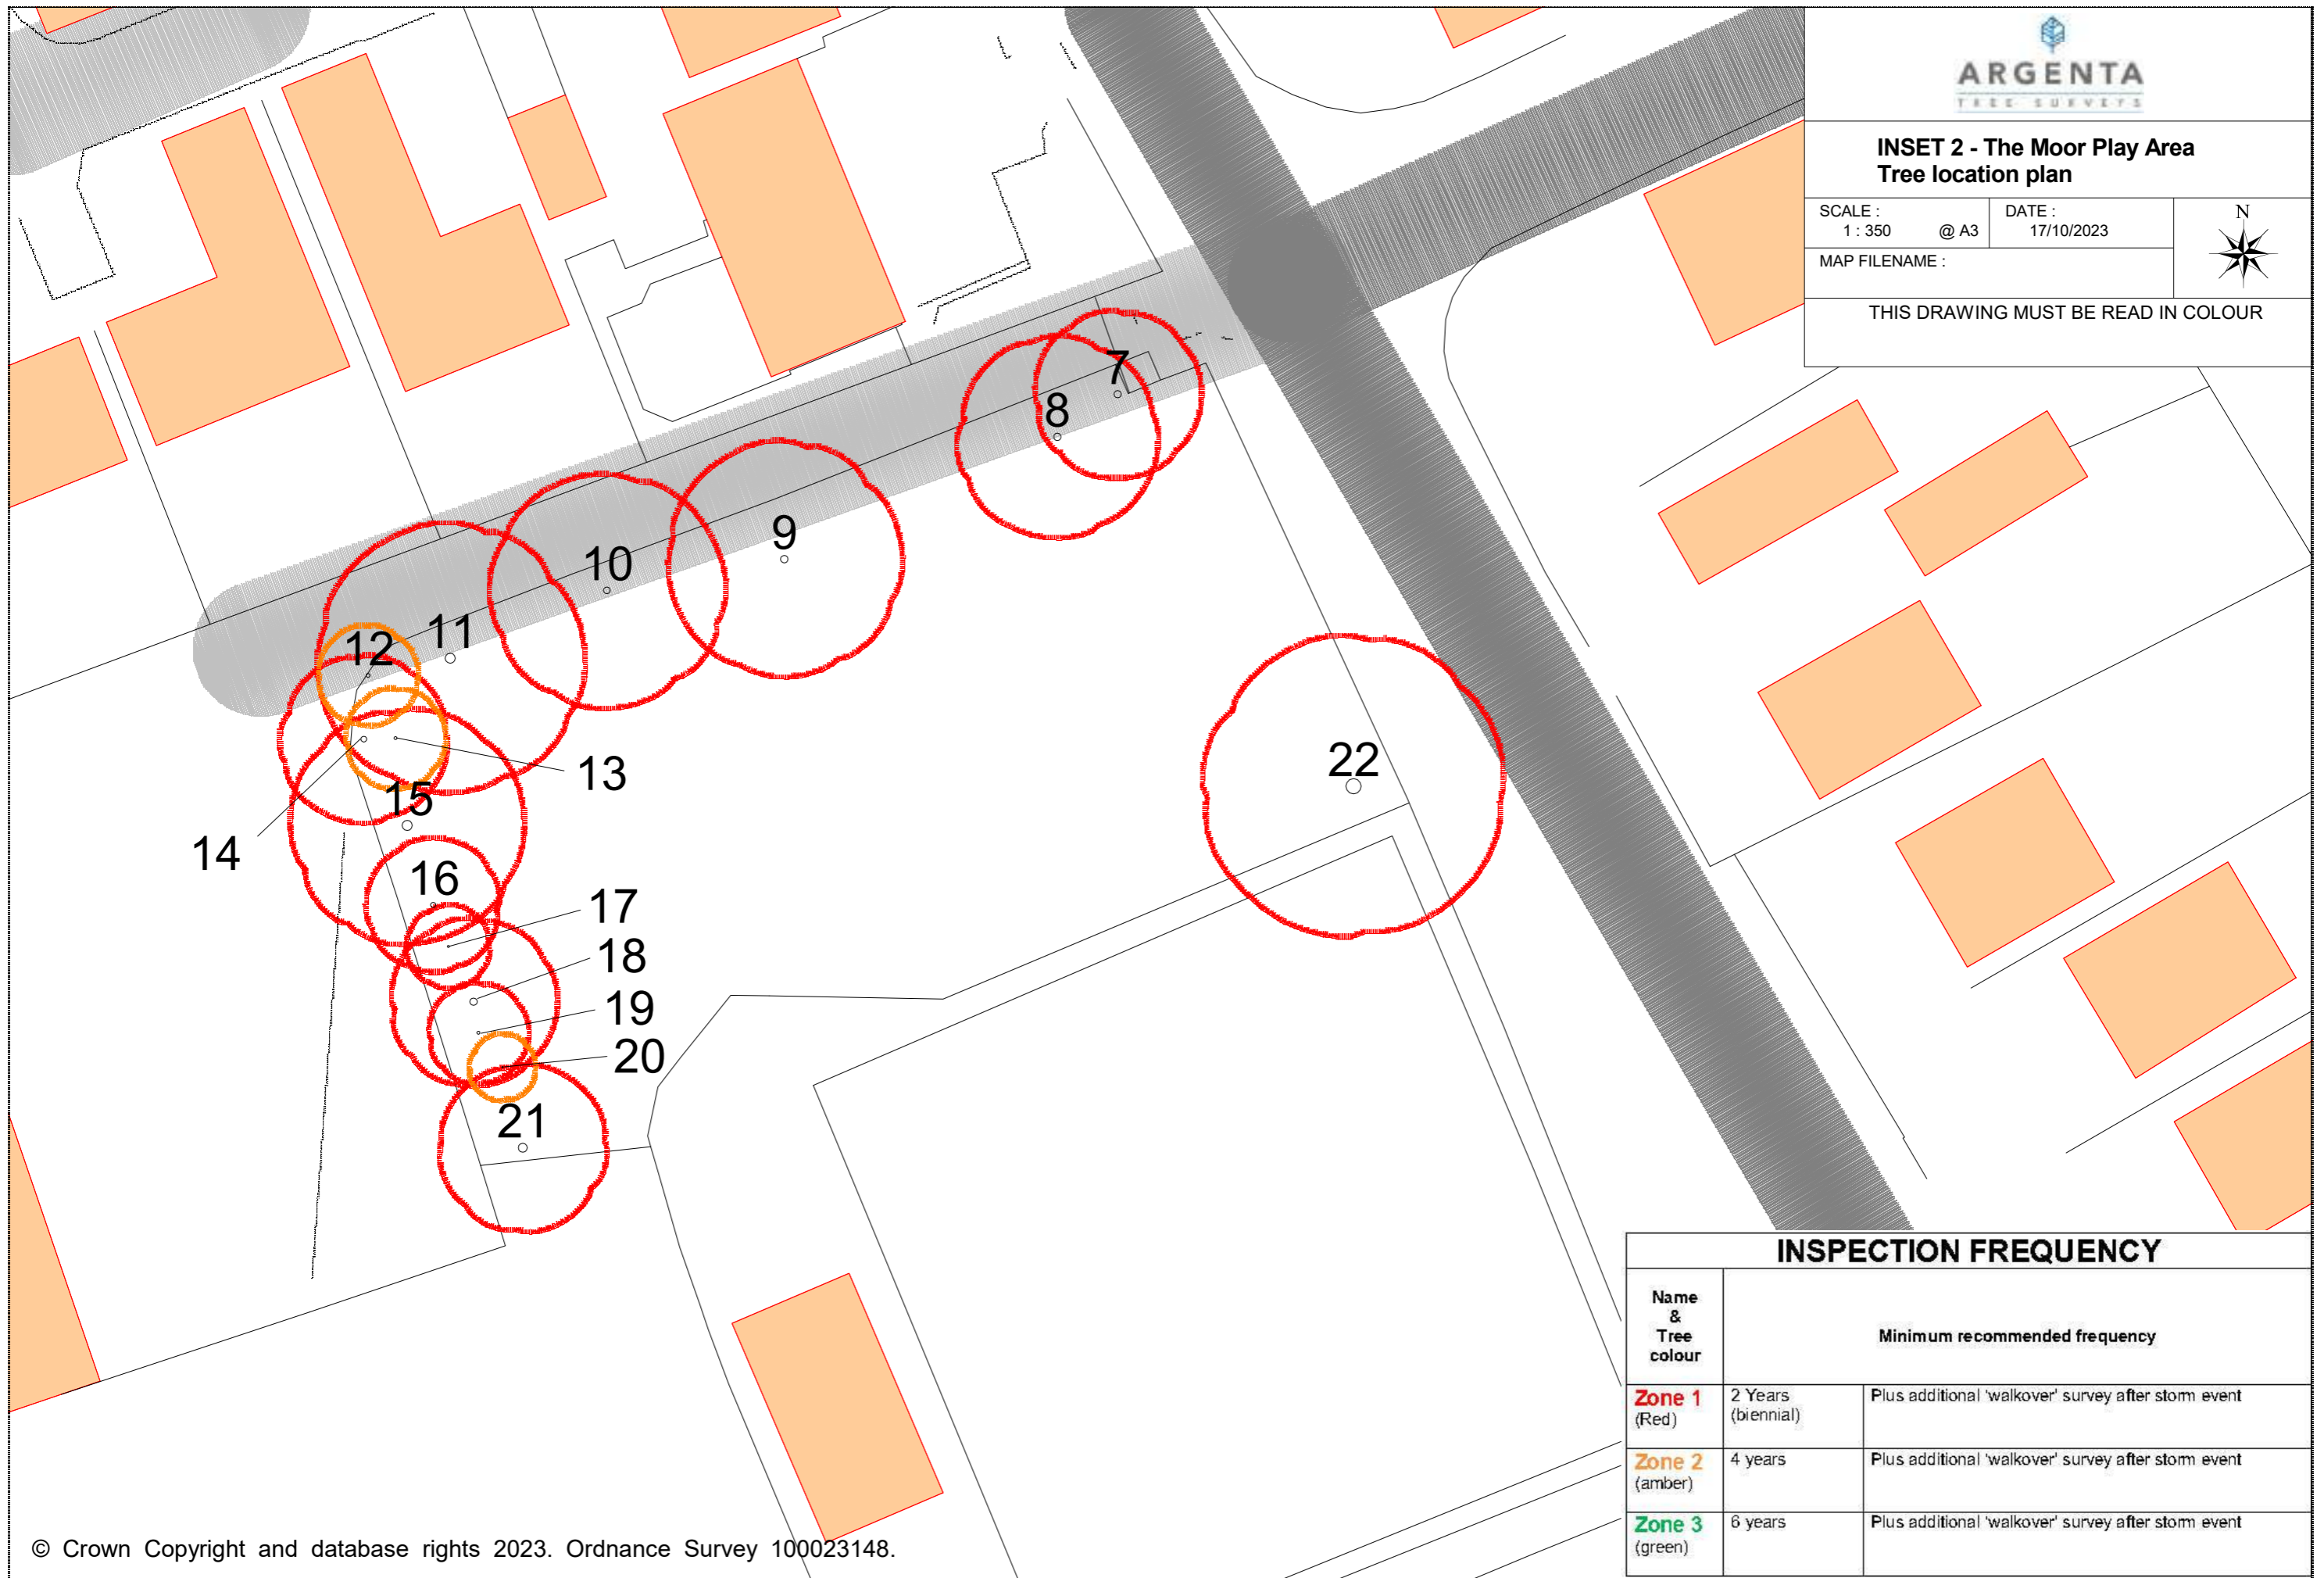 ARGENTA
TREE SURVEYS
INSET 2 - The Moor Play Area
Tree location plan
SCALE :
1 : 350 @ A3
DATE :
17/10/2023
N
MAP FILENAME :
THIS DRAWING MUST BE READ IN COLOUR
7
8
9
10
11
12
13
14
15
16
17
18
19
20
21
22
INSPECTION FREQUENCY
Name
&
Tree
colour
Minimum recommended frequency
Zone 1
(Red)
2 Years
(biennial)
Plus additional 'walkover' survey after storm event
Zone 2
(amber)
4 years
Plus additional 'walkover' survey after storm event
Zone 3
(green)
6 years
Plus additional 'walkover' survey after storm event
© Crown Copyright and database rights 2023. Ordnance Survey 100023148.